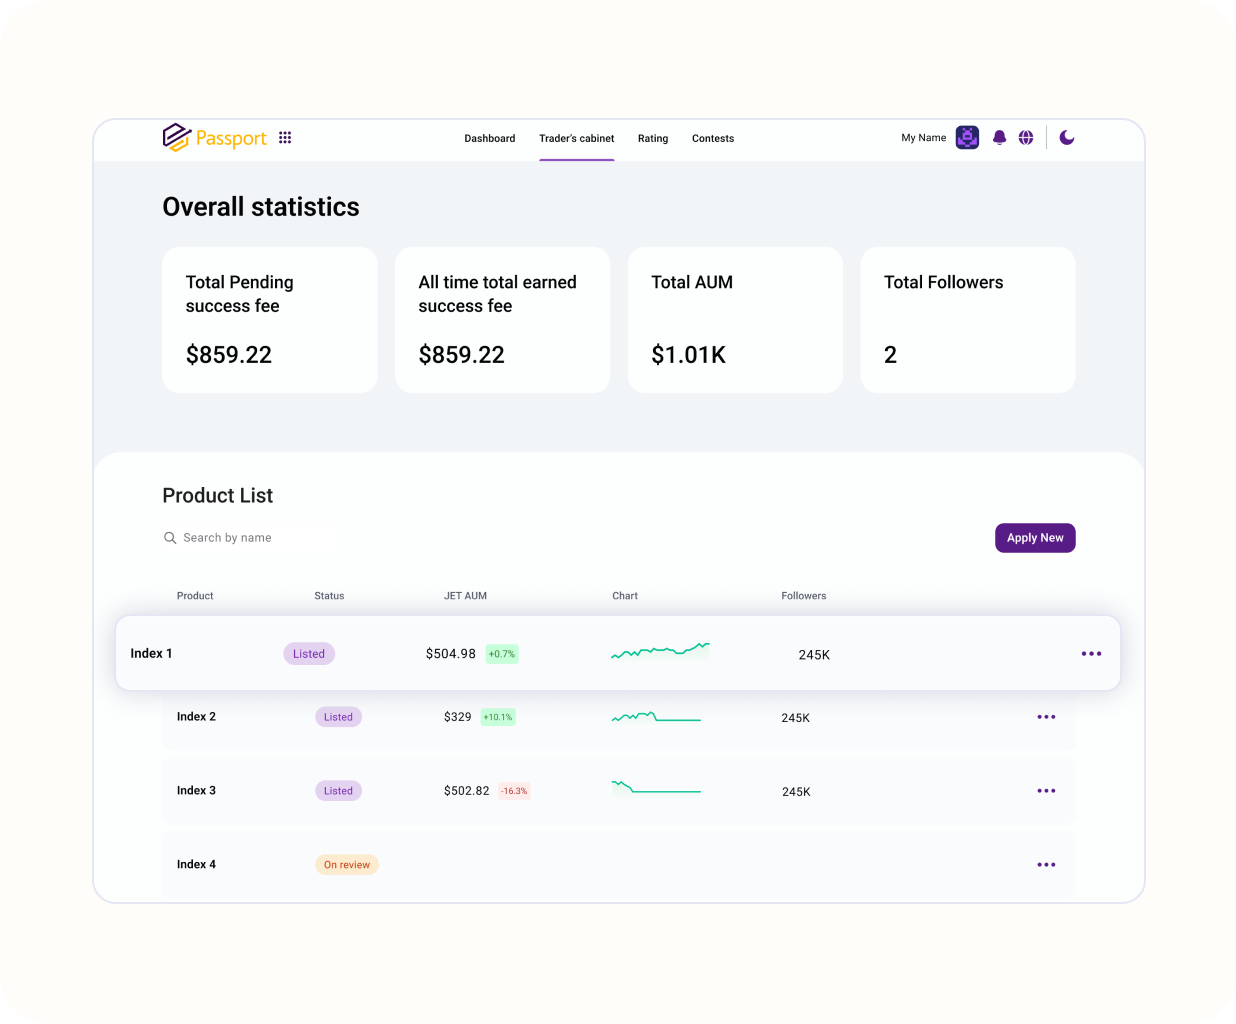 Passport
Dashboard Trader's cabinet Rating Contests
My Name
Overall statistics
Total Pending
success fee
$859.22
All time total earned
success fee
$859.22
Total AUM
$1.01K
Total Followers
2
Product List
Search by name
Apply New
Product Status JET AUM Chart Followers
Index 1 Listed $504.98 +0.7% 245K
Index 2 Listed $329 +10.1% 245K
Index 3 Listed $502.82 -16.3% 245K
Index 4 On review